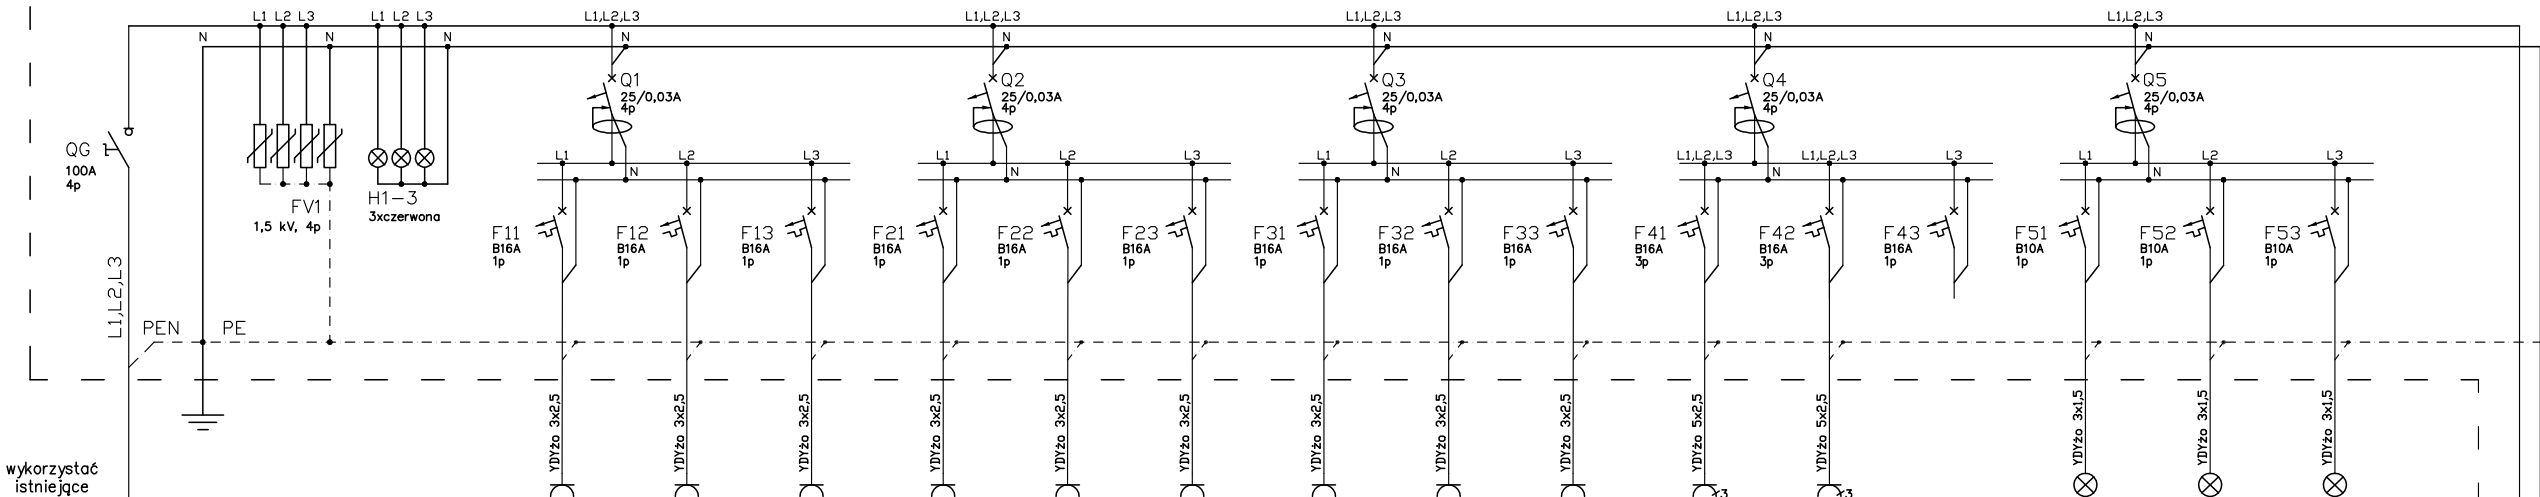 L1 L2 L3 L1 L2 L3 L1,L2,L3 L1,L2,L3 L1,L2,L3 L1,L2,L3 L1,L2,L3
N N N N N N N N
Q1 Q2 Q3 Q4 Q5
25/0,03A 25/0,03A 25/0,03A 25/0,03A 25/0,03A
4p 4p 4p 4p 4p
QG
100A
4p
L1 L2 L3 L1 L2 L3 L1 L2 L3 L1,L2,L3 L1,L2,L3 L3 L1 L2 L3
N N N N N
FV1
1,5 kV, 4p
H1-3
3xczerwona
F11 F12 F13 F21 F22 F23 F31 F32 F33 F41 F42 F43 F51 F52 F53
B16A B16A B16A B16A B16A B16A B16A B16A B16A B16A B16A B16A B10A B10A B10A
1p 1p 1p 1p 1p 1p 1p 1p 1p 3p 3p 1p 1p 1p 1p
L1,L2,L3
PEN PE
YDYżo 3x2,5
YDYżo 3x2,5
YDYżo 3x2,5
YDYżo 3x2,5
YDYżo 3x2,5
YDYżo 3x2,5
YDYżo 3x2,5
YDYżo 3x2,5
YDYżo 3x2,5
YDYżo 5x2,5
YDYżo 5x2,5
YDYżo 3x1,5
YDYżo 3x1,5
YDYżo 3x1,5
wykorzystać
istniejące
x3 x3